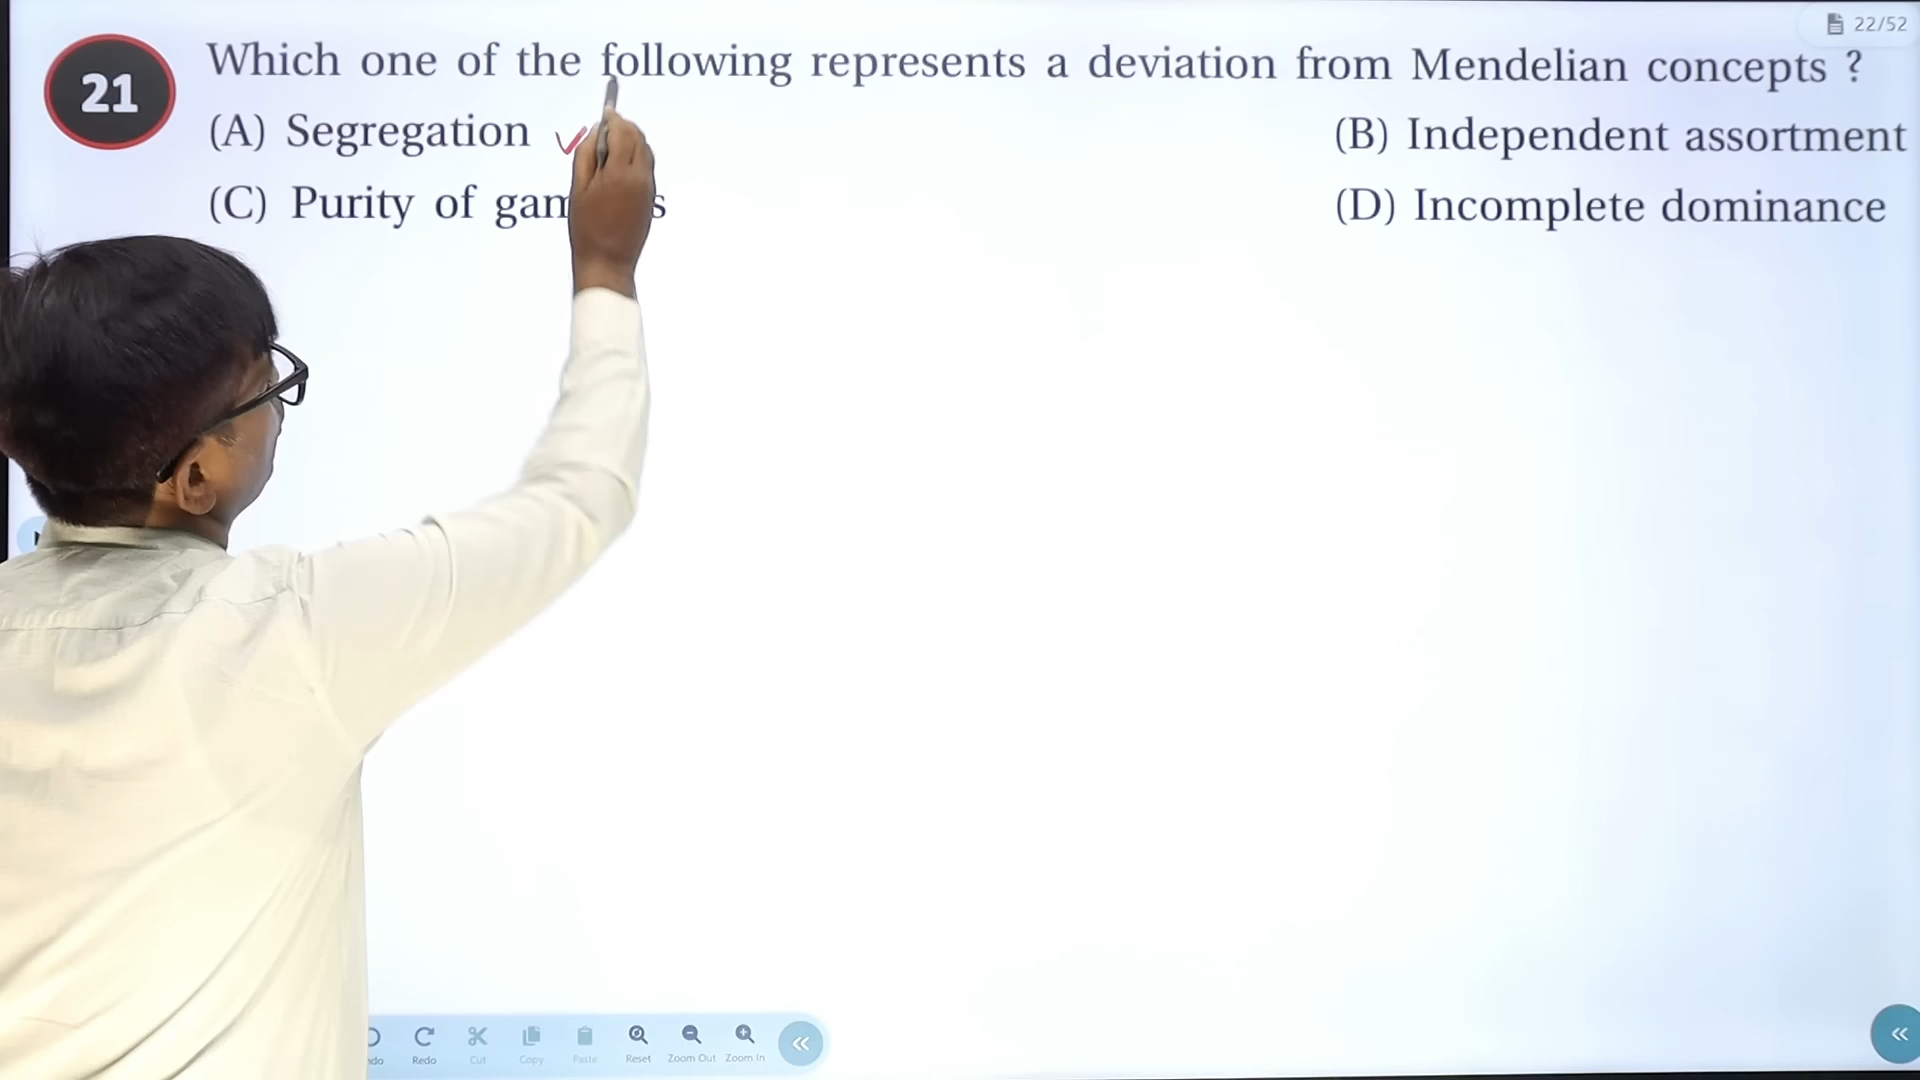 22/52
21
Which one of the following represents a deviation from Mendelian concepts ?
(A) Segregation
(B) Independent assortment
(C) Purity of
(D) Incomplete dominance
Redo
Cut
Copy
Paste
Reset
Zoom Out
Zoom In